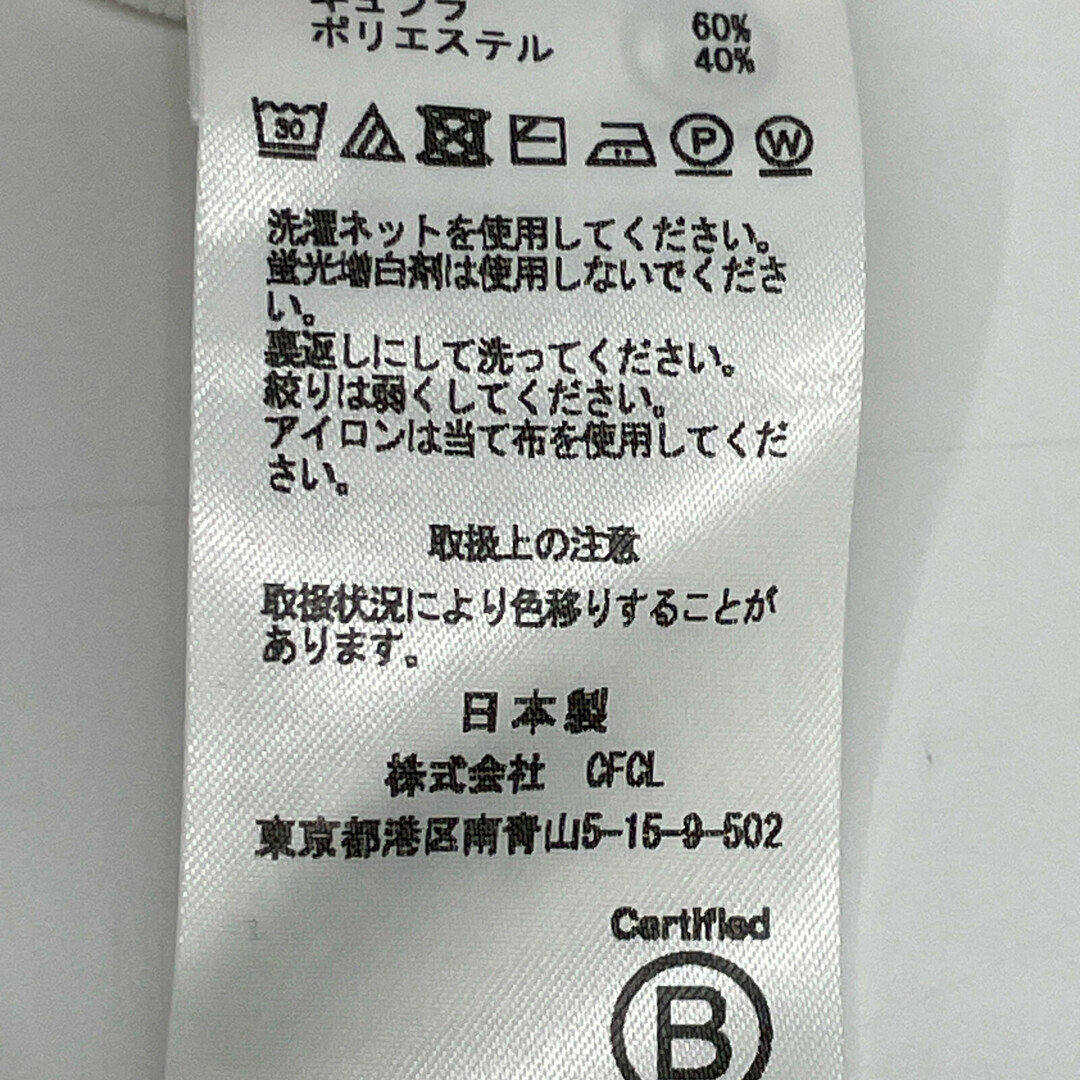 キュプラ 60%
ポリエステル 40%
30 P W
洗濯ネットを使用してください。
蛍光増白剤は使用しないでくださ
い。
裏返しにして洗ってください。
絞りは弱くしてください。
アイロンは当て布を使用してくだ
さい。
取扱上の注意
取扱状況により色移りすることが
あります。
日本製
株式会社 CFCL
東京都港区南青山5-15-9-502
Certified
B